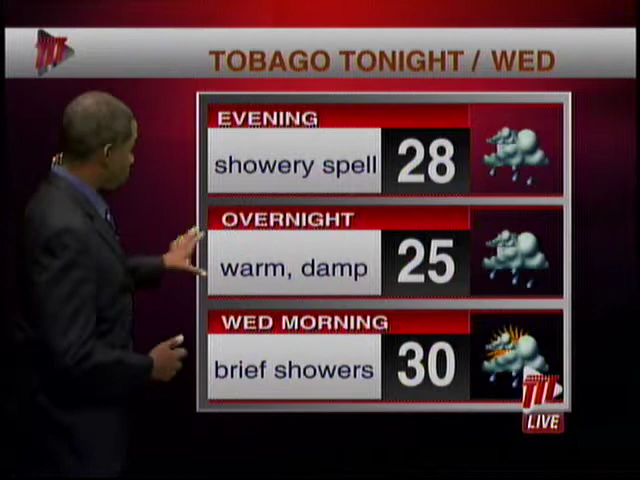 TOBAGO TONIGHT / WED
EVENING
showery spell
28
OVERNIGHT
warm, damp
25
WED MORNING
brief showers
30
LIVE